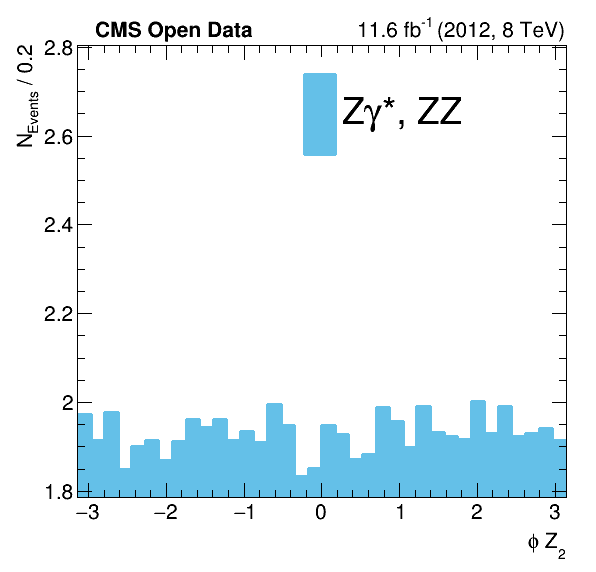 CMS Open Data 11.6 fb⁻¹ (2012, 8 TeV)
N_Events / 0.2
2.8
Zγ*, ZZ
2.6
2.4
2.2
2
1.8
−3 −2 −1 0 1 2 3
ϕ Z₂